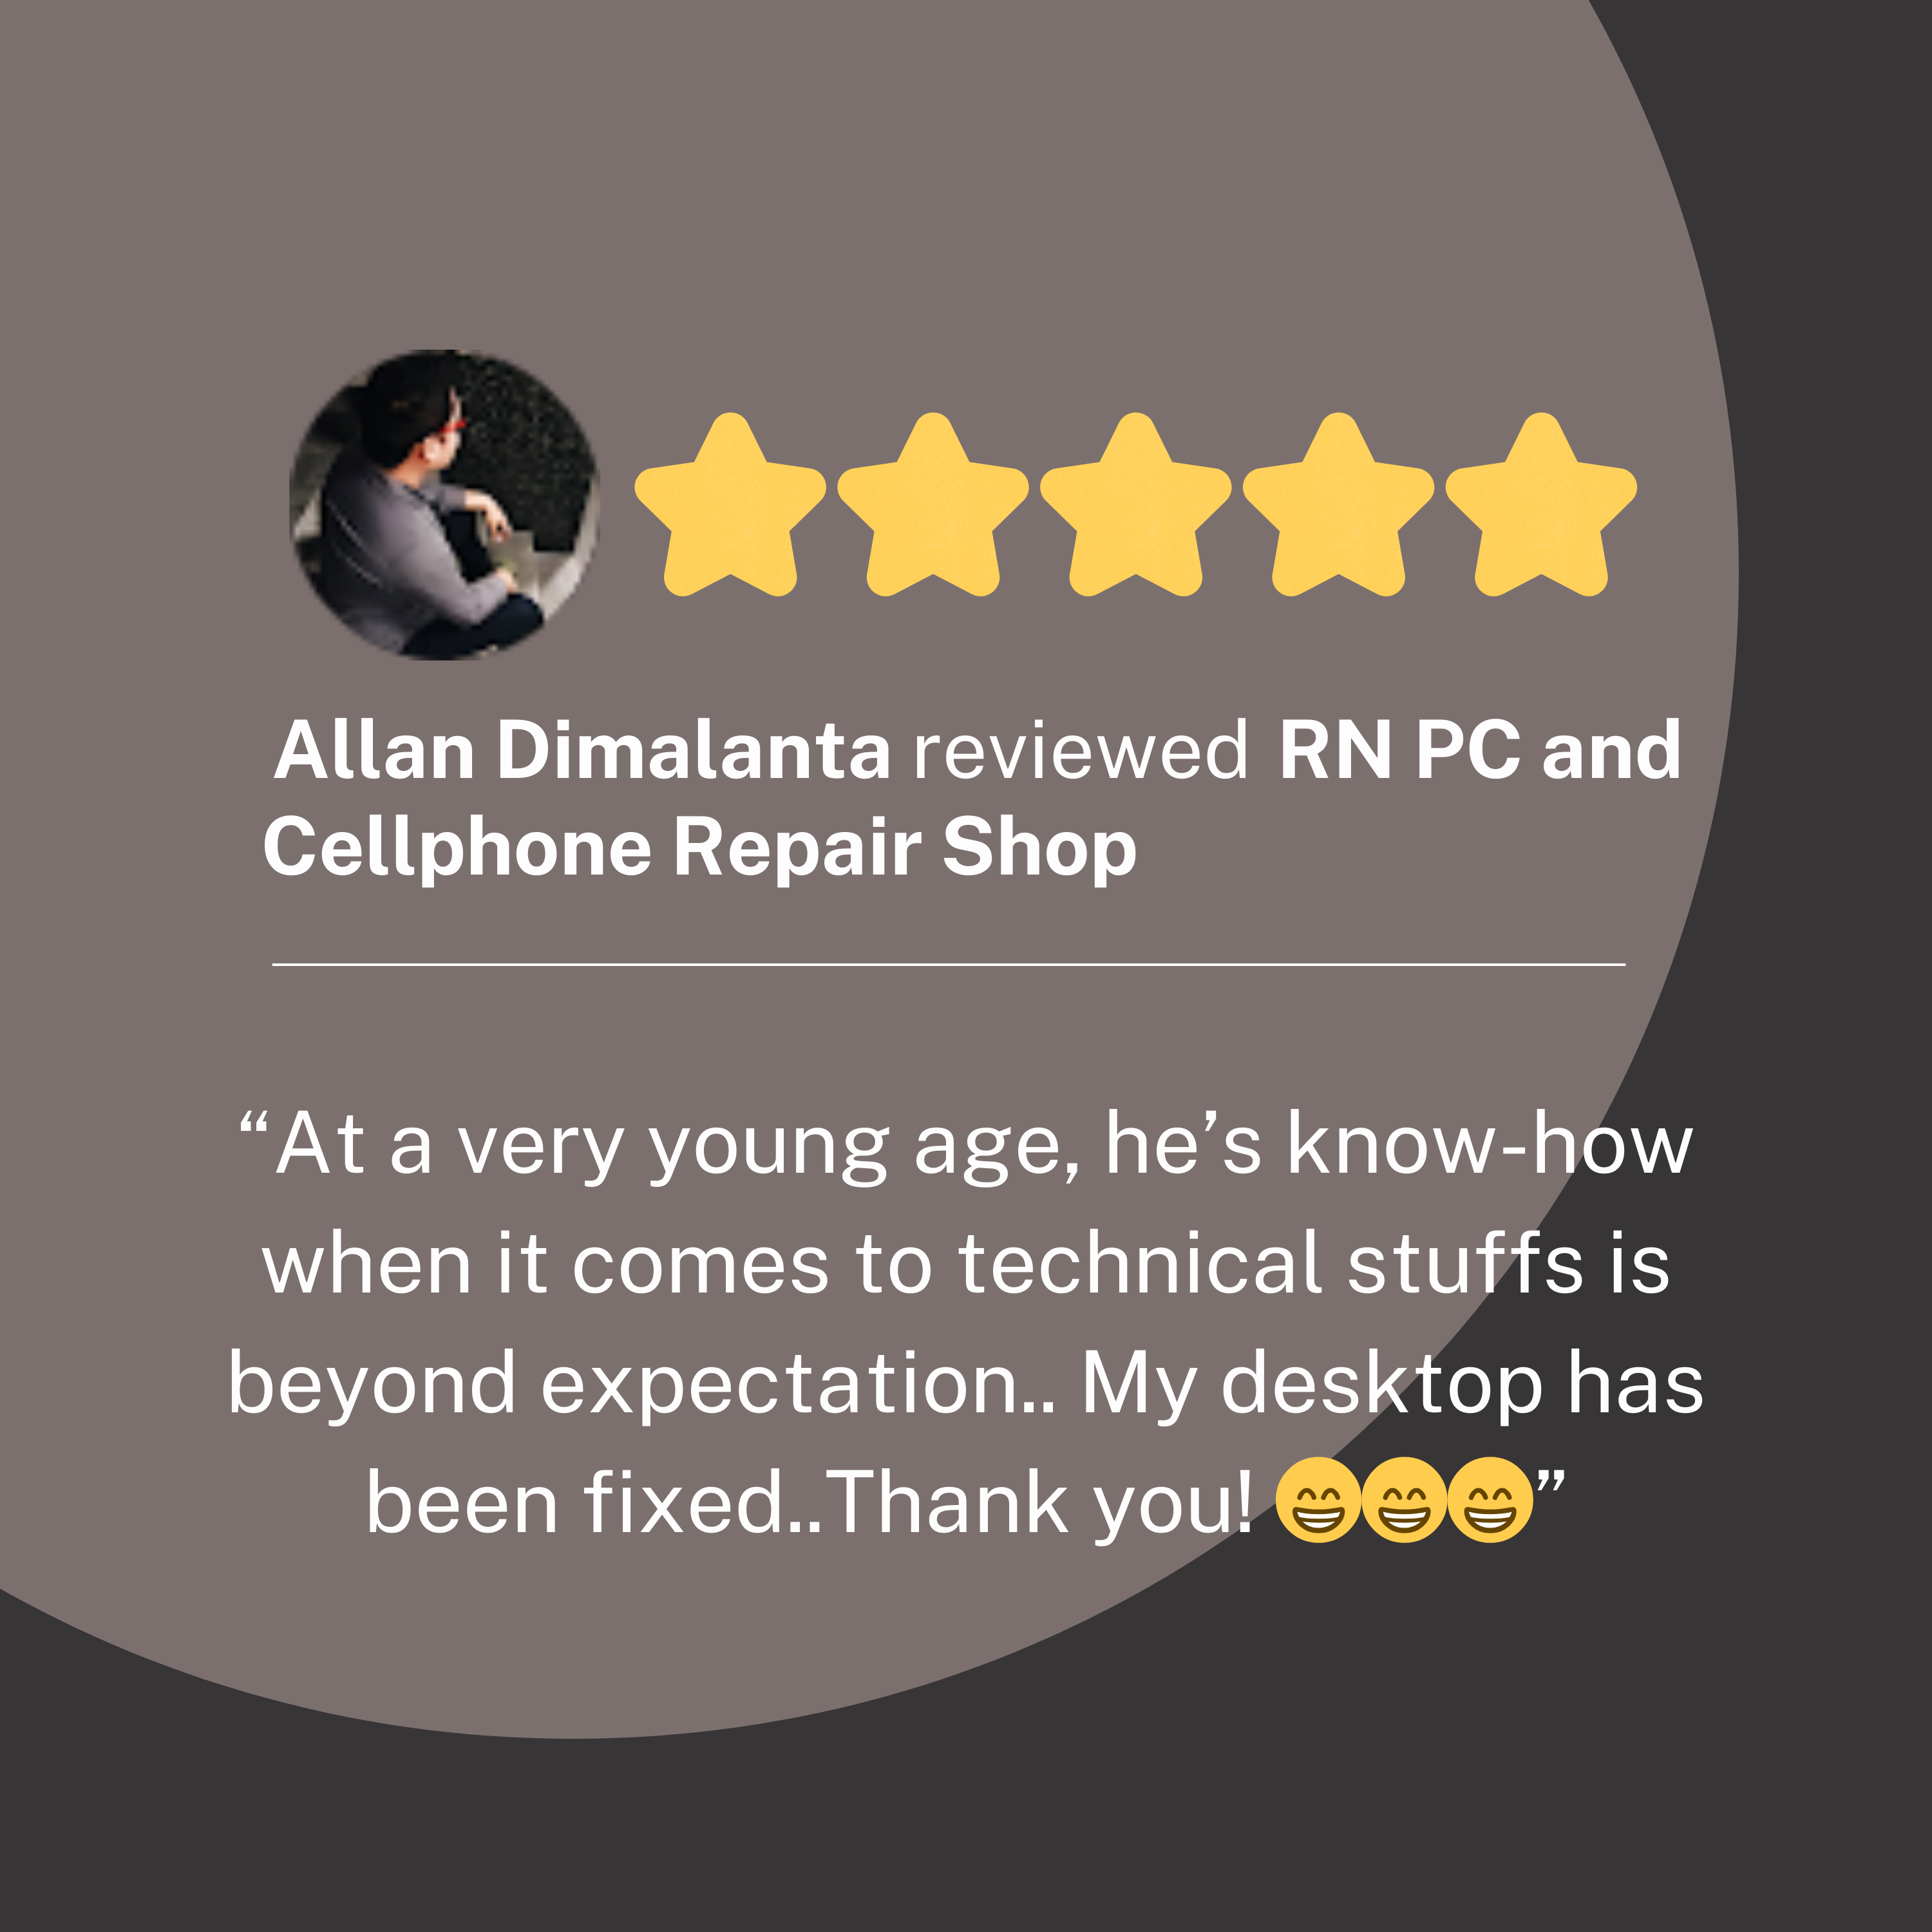 Allan Dimalanta reviewed RN PC and
Cellphone Repair Shop
“At a very young age, he’s know-how
when it comes to technical stuffs is
beyond expectation.. My desktop has
been fixed..Thank you! 😁😁😁”